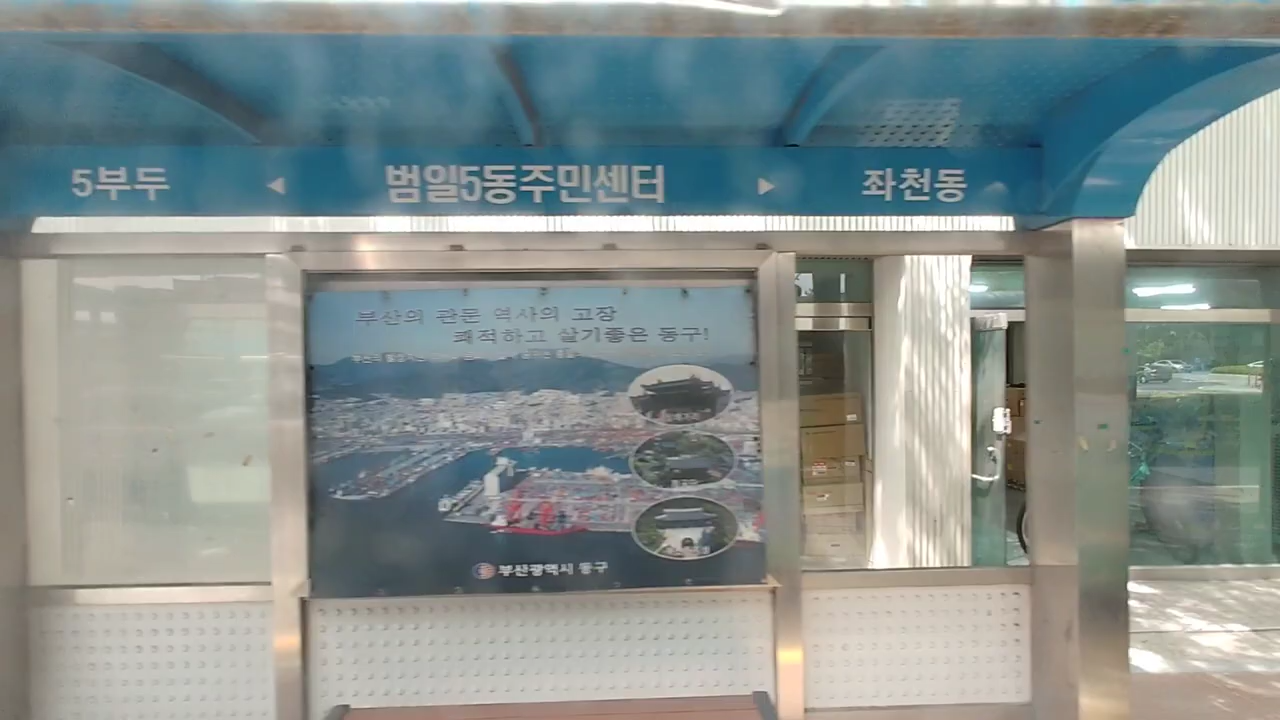 5부두 ◀ 범일5동주민센터 ▶ 좌천동
부산의 관문 역사의 고장
쾌적하고 살기좋은 동구!
부산광역시 동구